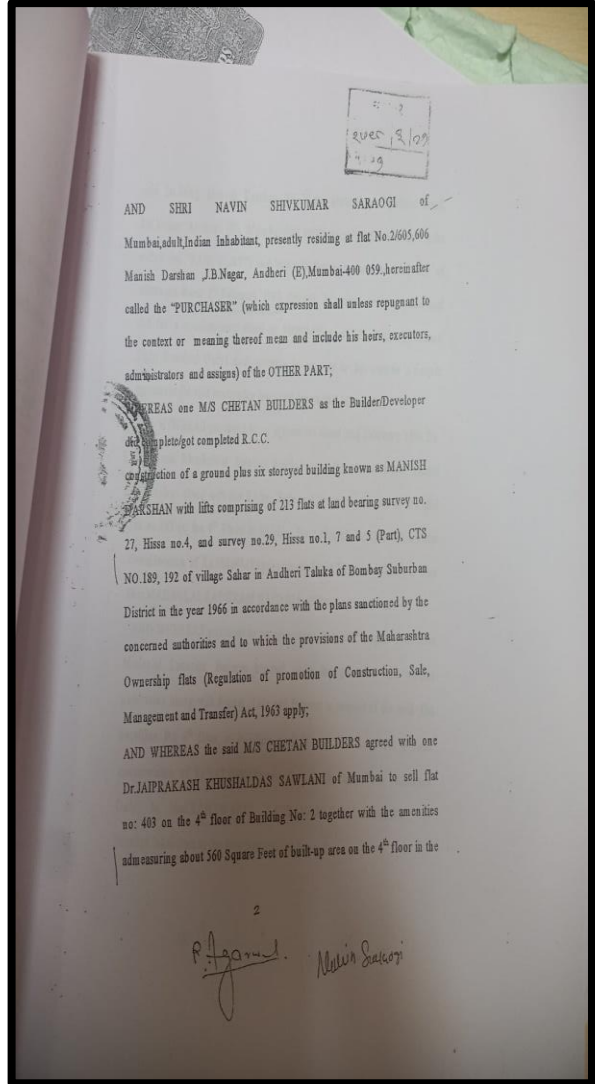 AND SHRI NAVIN SHIVKUMAR SARAOGI of
Mumbai,adult,Indian Inhabitant, presently residing at flat No.2/605,606
Manish Darshan ,J.B.Nagar, Andheri (E),Mumbai-400 059.,hereinafter
called the “PURCHASER” (which expression shall unless repugnant to
the context or meaning thereof mean and include his heirs, executors,
administrators and assigns) of the OTHER PART;
WHEREAS one M/S CHETAN BUILDERS as the Builder/Developer
did complete/got completed R.C.C.
construction of a ground plus six storeyed building known as MANISH
DARSHAN with lifts comprising of 213 flats at land bearing survey no.
27, Hissa no.4, and survey no.29, Hissa no.1, 7 and 5 (Part), CTS
NO.189, 192 of village Sahar in Andheri Taluka of Bombay Suburban
District in the year 1966 in accordance with the plans sanctioned by the
concerned authorities and to which the provisions of the Maharashtra
Ownership flats (Regulation of promotion of Construction, Sale,
Management and Transfer) Act, 1963 apply;
AND WHEREAS the said M/S CHETAN BUILDERS agreed with one
Dr.JAIPRAKASH KHUSHALDAS SAWLANI of Mumbai to sell flat
no: 403 on the 4th floor of Building No: 2 together with the amenities
admeasuring about 560 Square Feet of built-up area on the 4th floor in the
2
R.Agarwal. Navin Saraogi